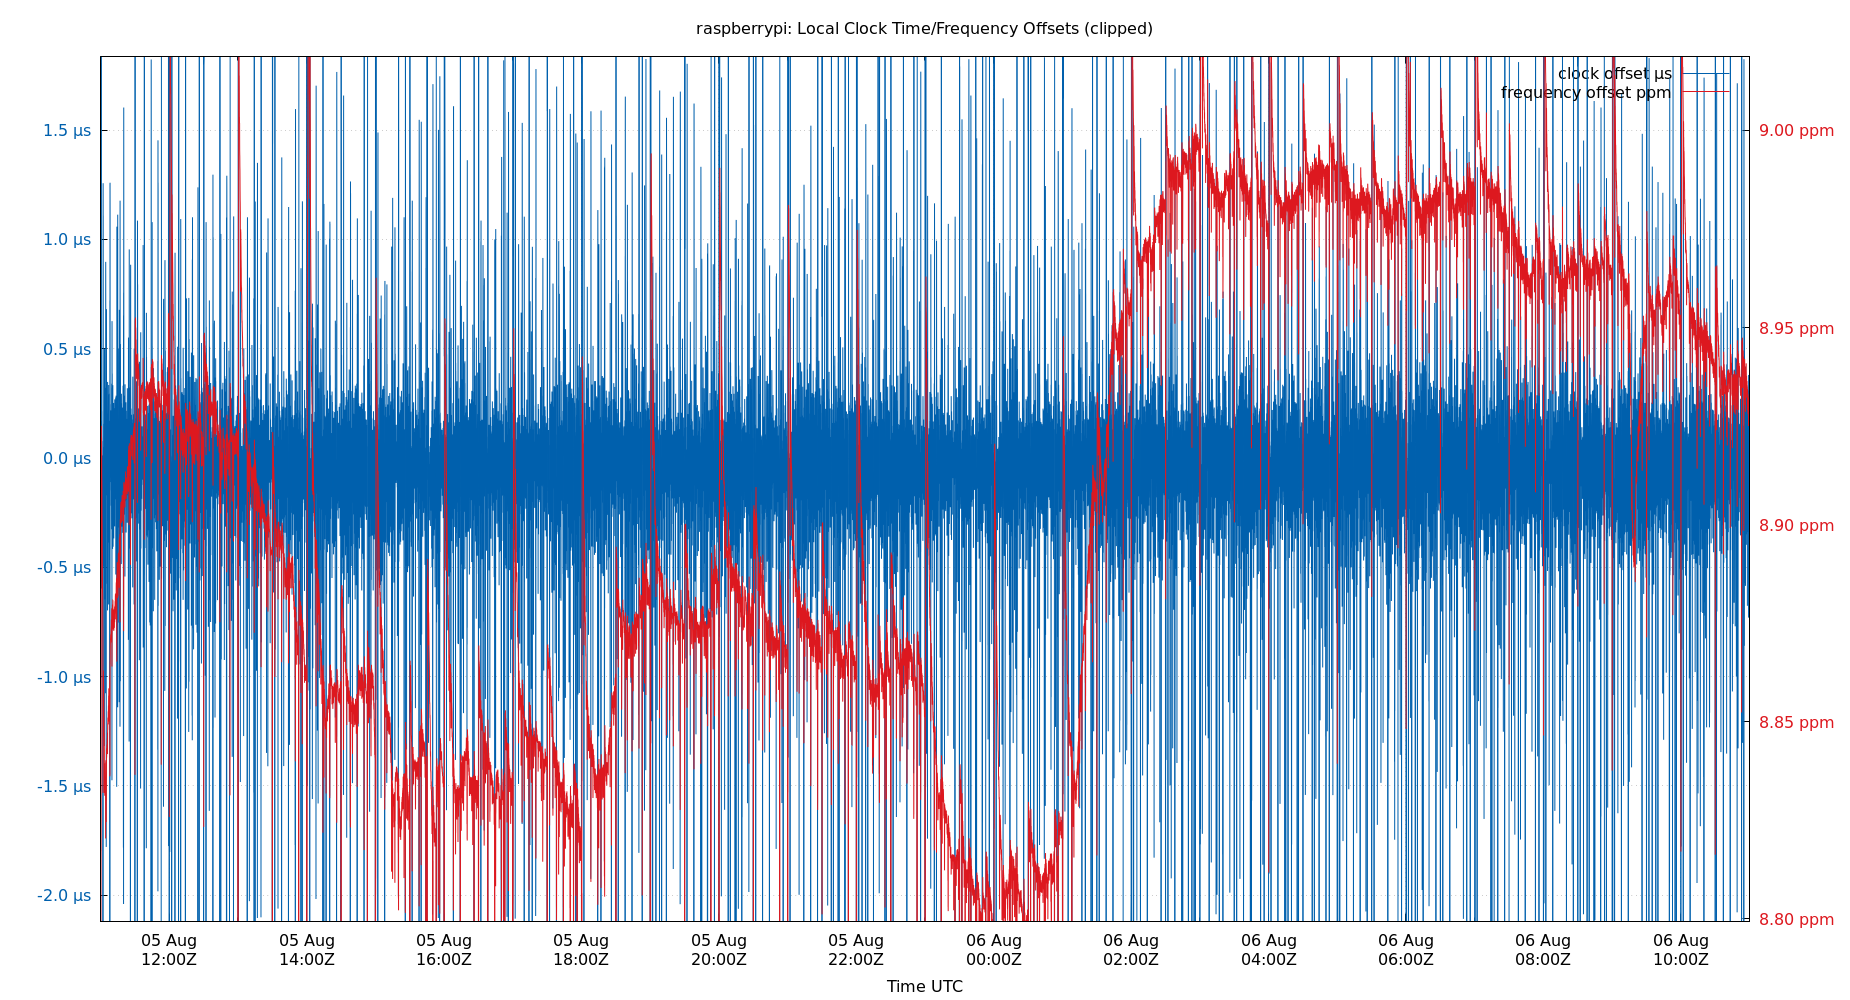 raspberrypi: Local Clock Time/Frequency Offsets (clipped)
clock offset µs
frequency offset ppm
1.5 µs
1.0 µs
0.5 µs
0.0 µs
-0.5 µs
-1.0 µs
-1.5 µs
-2.0 µs
9.00 ppm
8.95 ppm
8.90 ppm
8.85 ppm
8.80 ppm
05 Aug 05 Aug 05 Aug 05 Aug 05 Aug 05 Aug 06 Aug 06 Aug 06 Aug 06 Aug 06 Aug 06 Aug
12:00Z 14:00Z 16:00Z 18:00Z 20:00Z 22:00Z 00:00Z 02:00Z 04:00Z 06:00Z 08:00Z 10:00Z
Time UTC